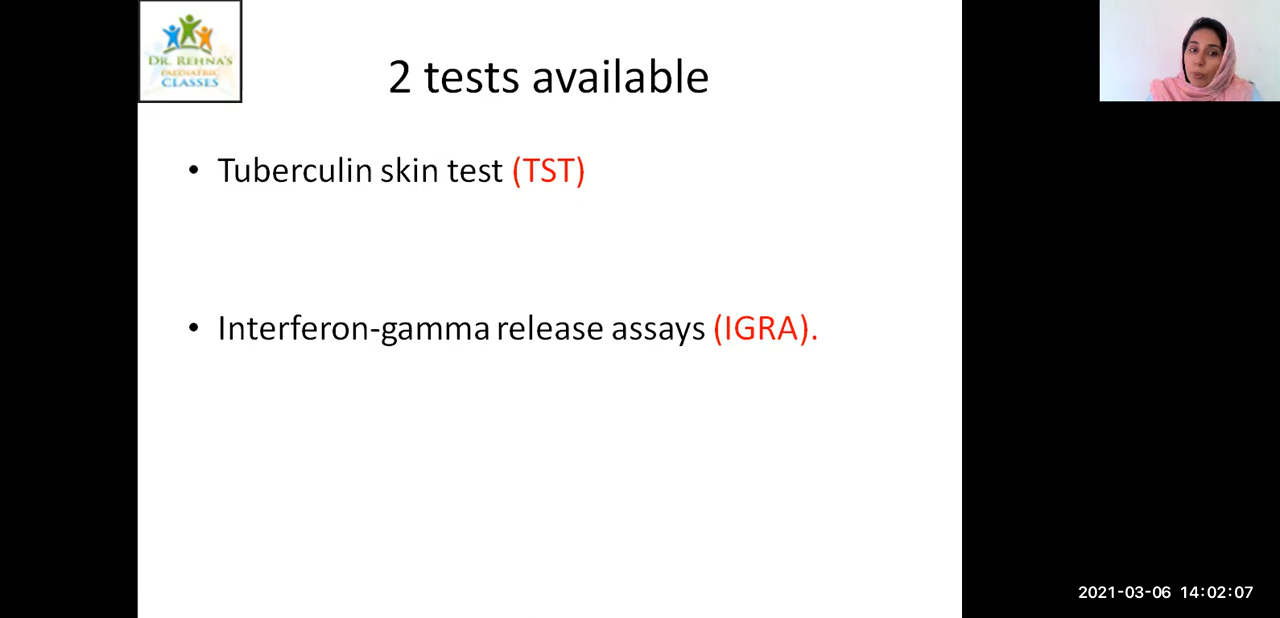 DR. REHNA'S
PAEDIATRIC
CLASSES
2 tests available
• Tuberculin skin test (TST)
• Interferon-gamma release assays (IGRA).
2021-03-06 14:02:07